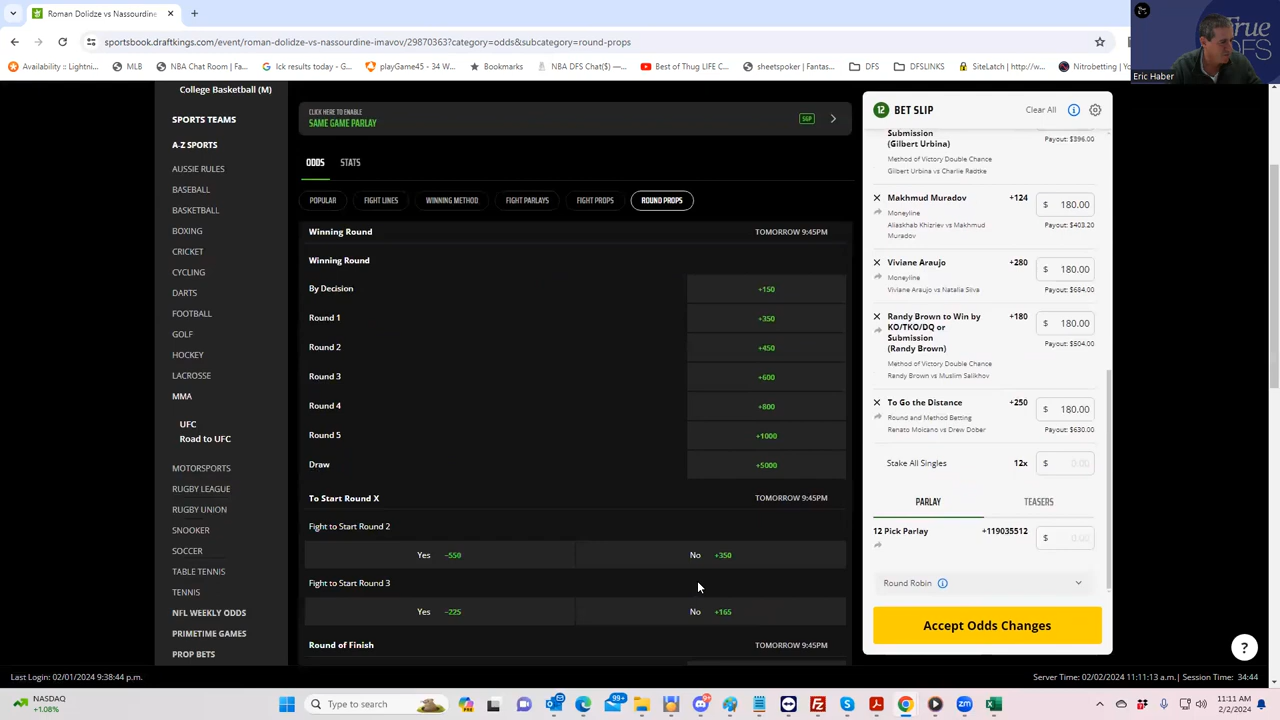 Roman Dolidze vs Nassourdine
sportsbook.draftkings.com/event/roman-dolidze-vs-nassourdine-imavov/29870363?category=odds&subcategory=round-props
Availability :: Lightni...
MLB
NBA Chat Room | Fa...
Ick results today - G...
playGame45 - 4 W...
Bookmarks
NBA DFS Chat($) —...
Best of Thug LIFE C...
sheetspoker | Fantas...
DFS
DFSLINKS
SiteLatch | http://w...
Nitrobetting | You
True
DFS
Eric Haber
College Basketball (M)
SPORTS TEAMS
A-Z SPORTS
AUSSIE RULES
BASEBALL
BASKETBALL
BOXING
CRICKET
CYCLING
DARTS
FOOTBALL
GOLF
HOCKEY
LACROSSE
MMA
UFC
Road to UFC
MOTORSPORTS
RUGBY LEAGUE
RUGBY UNION
SNOOKER
SOCCER
TABLE TENNIS
TENNIS
NFL WEEKLY ODDS
PRIMETIME GAMES
PROP BETS
CLICK HERE TO ENABLE
SAME GAME PARLAY
SGP
ODDS STATS
POPULAR FIGHT LINES WINNING METHOD FIGHT PARLAYS FIGHT PROPS ROUND PROPS
Winning Round TOMORROW 9:45PM
Winning Round
By Decision +150
Round 1 +350
Round 2 +450
Round 3 +600
Round 4 +800
Round 5 +1000
Draw +5000
To Start Round X TOMORROW 9:45PM
Fight to Start Round 2
Yes −550 No +350
Fight to Start Round 3
Yes −225 No +165
Round of Finish TOMORROW 9:45PM
12 BET SLIP Clear All
Submission
(Gilbert Urbina)
Payout: $396.00
Method of Victory Double Chance
Gilbert Urbina vs Charlie Radtke
Makhmud Muradov +124 $ 180.00
Moneyline
Aliaskhab Khizriev vs Makhmud
Muradov
Payout: $403.20
Viviane Araujo +280 $ 180.00
Moneyline
Viviane Araujo vs Natalia Silva Payout: $684.00
Randy Brown to Win by
KO/TKO/DQ or
Submission
(Randy Brown)
+180 $ 180.00
Payout: $504.00
Method of Victory Double Chance
Randy Brown vs Muslim Salikhov
To Go the Distance +250 $ 180.00
Round and Method Betting
Renato Moicano vs Drew Dober Payout: $630.00
Stake All Singles 12x $ 0.00
PARLAY TEASERS
12 Pick Parlay +119035512 $ 0.00
Round Robin
Accept Odds Changes
?
Last Login: 02/01/2024 9:38:44 p.m. Server Time: 02/02/2024 11:11:13 a.m.| Session Time: 34:44
NASDAQ
+1.08%
Type here to search
99+
11:11 AM
2/2/2024